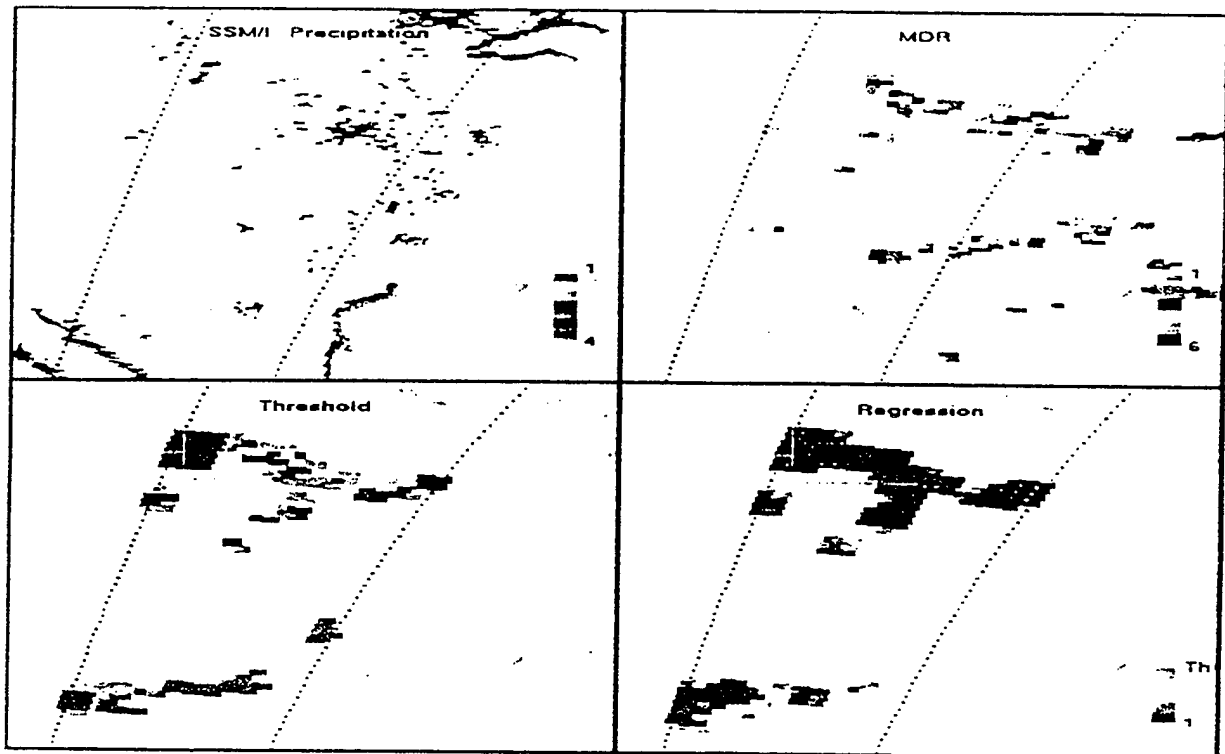 SSM/I Precipitation
1
4
MDR
1
6
Threshold
Regression
Th
1